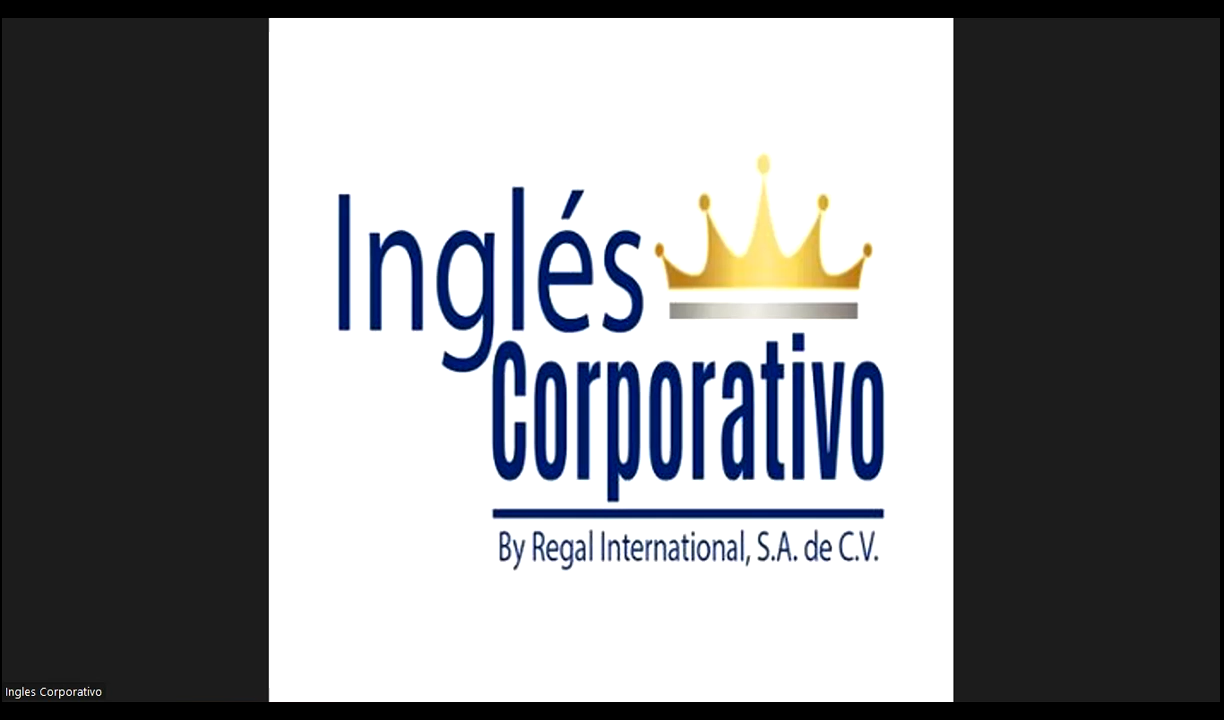 Inglés
Corporativo
By Regal International, S.A. de C.V.
Ingles Corporativo